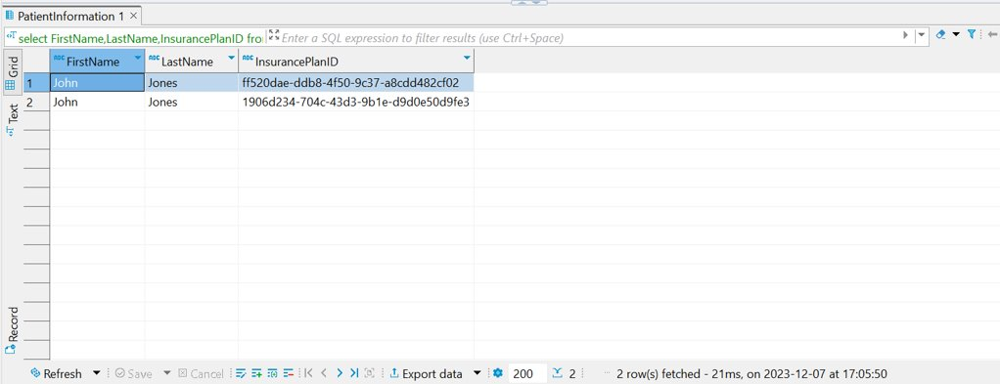 PatientInformation 1
select FirstName,LastName,InsurancePlanID fro
Enter a SQL expression to filter results (use Ctrl+Space)
Grid
Text
Record
ABC FirstName ABC LastName ABC InsurancePlanID
1 John Jones ff520dae-ddb8-4f50-9c37-a8cdd482cf02
2 John Jones 1906d234-704c-43d3-9b1e-d9d0e50d9fe3
Refresh Save Cancel Export data 200 2 2 row(s) fetched - 21ms, on 2023-12-07 at 17:05:50